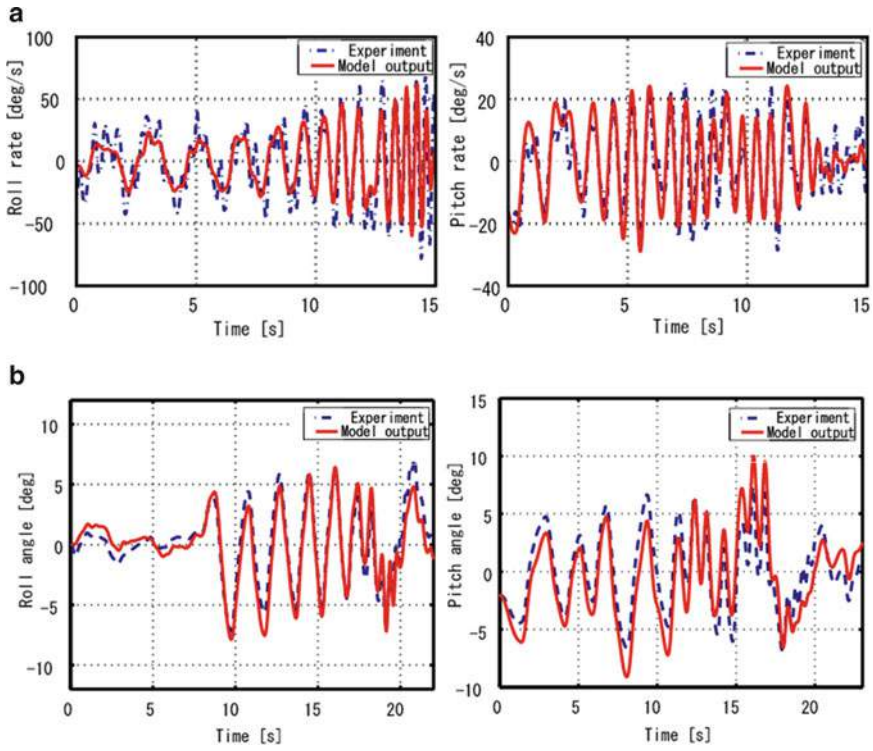 a
100
50
0
-50
-100
Roll rate [deg/s]
Experiment
Model output
0 5 10 15
Time [s]
40
20
0
-20
-40
Pitch rate [deg/s]
Experiment
Model output
0 5 10 15
Time [s]
b
10
5
0
-5
-10
Roll angle [deg]
Experiment
Model output
0 5 10 15 20
Time [s]
15
10
5
0
-5
-10
Pitch angle [deg]
Experiment
Model output
0 5 10 15 20
Time [s]